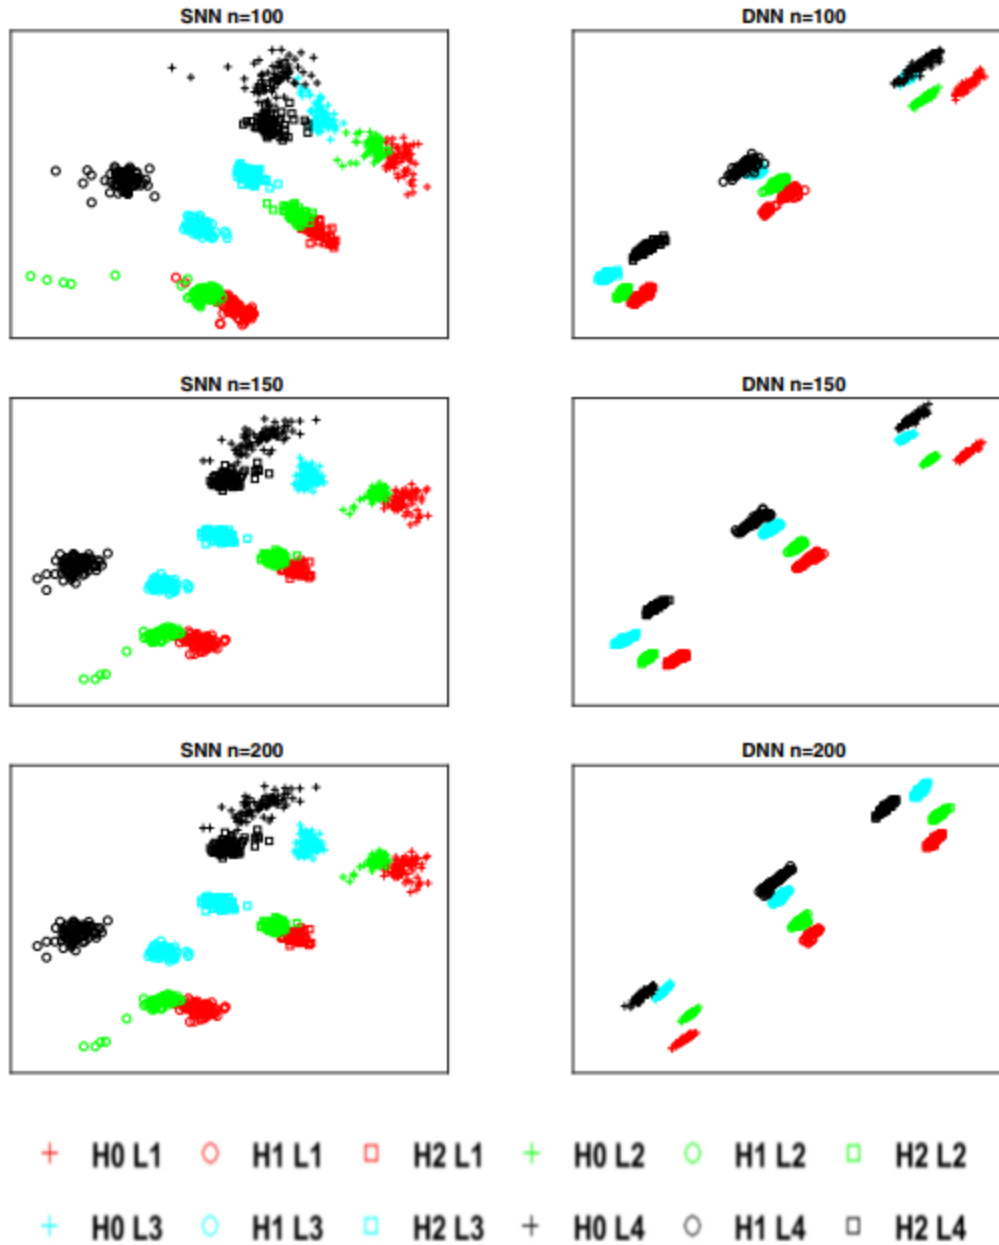 SNN n=100
DNN n=100
SNN n=150
DNN n=150
SNN n=200
DNN n=200
H0 L1 H1 L1 H2 L1 H0 L2 H1 L2 H2 L2
H0 L3 H1 L3 H2 L3 H0 L4 H1 L4 H2 L4